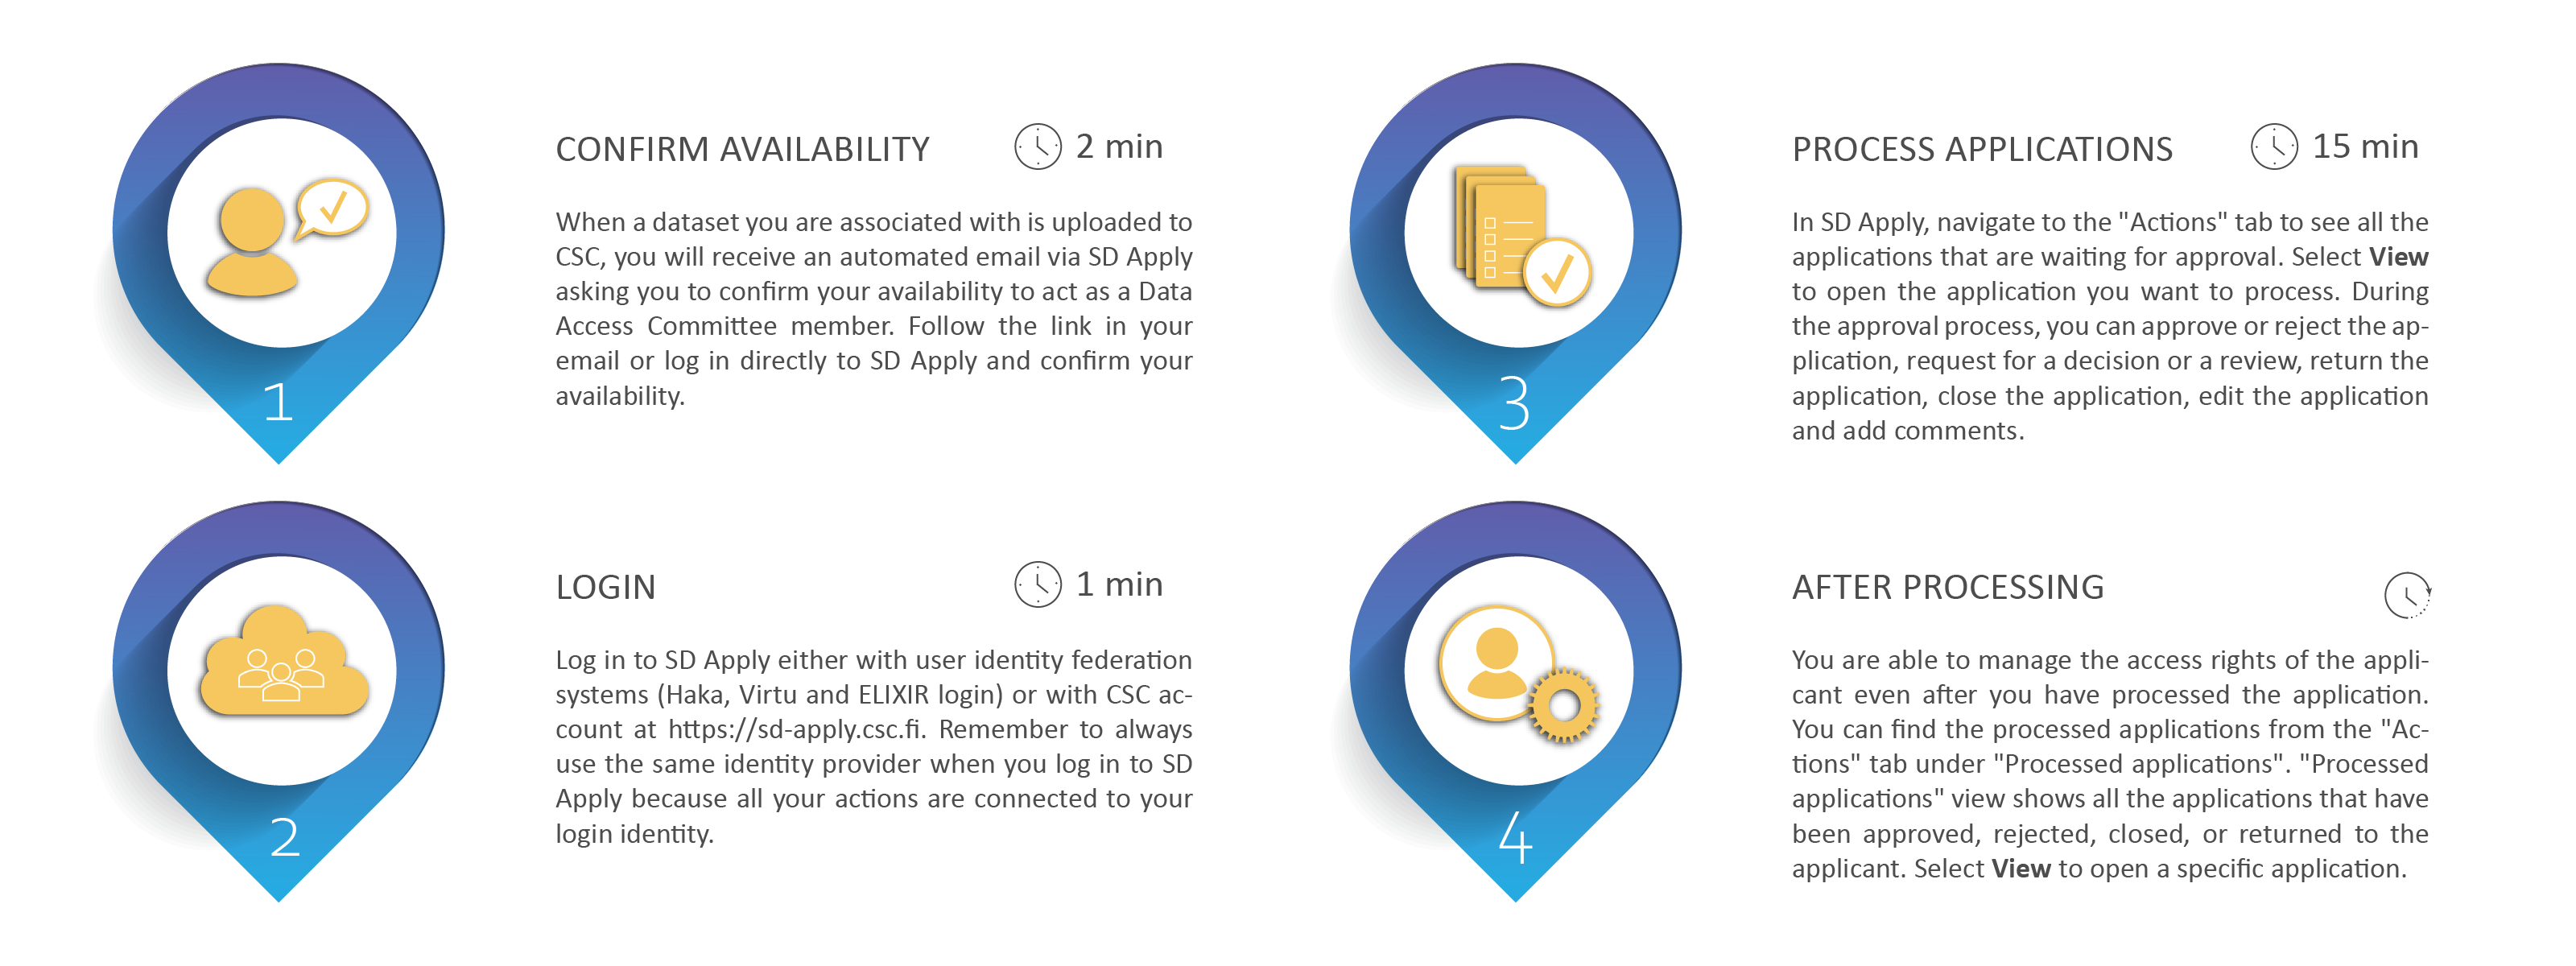 CONFIRM AVAILABILITY
2 min
When a dataset you are associated with is uploaded to
CSC, you will receive an automated email via SD Apply
asking you to confirm your availability to act as a Data
Access Committee member. Follow the link in your
email or log in directly to SD Apply and confirm your
availability.
1
LOGIN
1 min
Log in to SD Apply either with user identity federation
systems (Haka, Virtu and ELIXIR login) or with CSC ac-
count at https://sd-apply.csc.fi. Remember to always
use the same identity provider when you log in to SD
Apply because all your actions are connected to your
login identity.
2
PROCESS APPLICATIONS
15 min
In SD Apply, navigate to the "Actions" tab to see all the
applications that are waiting for approval. Select View
to open the application you want to process. During
the approval process, you can approve or reject the ap-
plication, request for a decision or a review, return the
application, close the application, edit the application
and add comments.
3
AFTER PROCESSING
You are able to manage the access rights of the appli-
cant even after you have processed the application.
You can find the processed applications from the "Ac-
tions" tab under "Processed applications". "Processed
applications" view shows all the applications that have
been approved, rejected, closed, or returned to the
applicant. Select View to open a specific application.
4